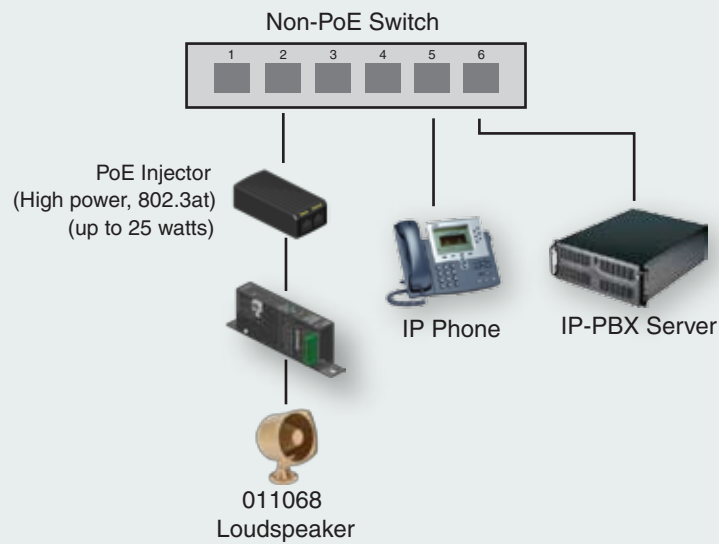 Non-PoE Switch
1 2 3 4 5 6
PoE Injector
(High power, 802.3at)
(up to 25 watts)
IP Phone
IP-PBX Server
011068
Loudspeaker